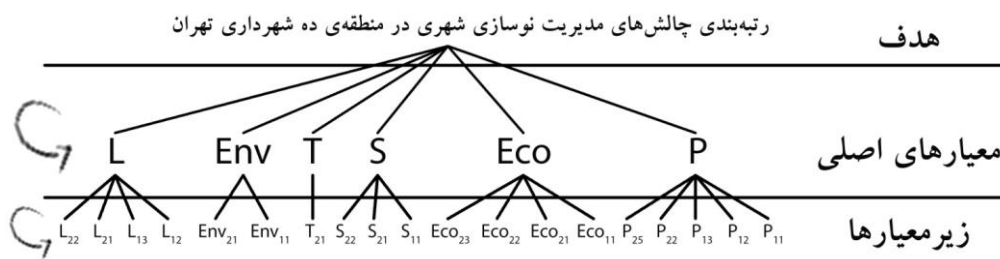 رتبه‌بندی چالش‌های مدیریت نوسازی شهری در منطقه‌ی ده شهرداری تهران
هدف
L Env T S Eco P
معیارهای اصلی
L₂₂ L₂₁ L₁₃ L₁₂ Env₂₁ Env₁₁ T₂₁ S₂₂ S₂₁ S₁₁ Eco₂₃ Eco₂₂ Eco₂₁ Eco₁₁ P₂₅ P₂₂ P₁₃ P₁₂ P₁₁
زیرمعیارها